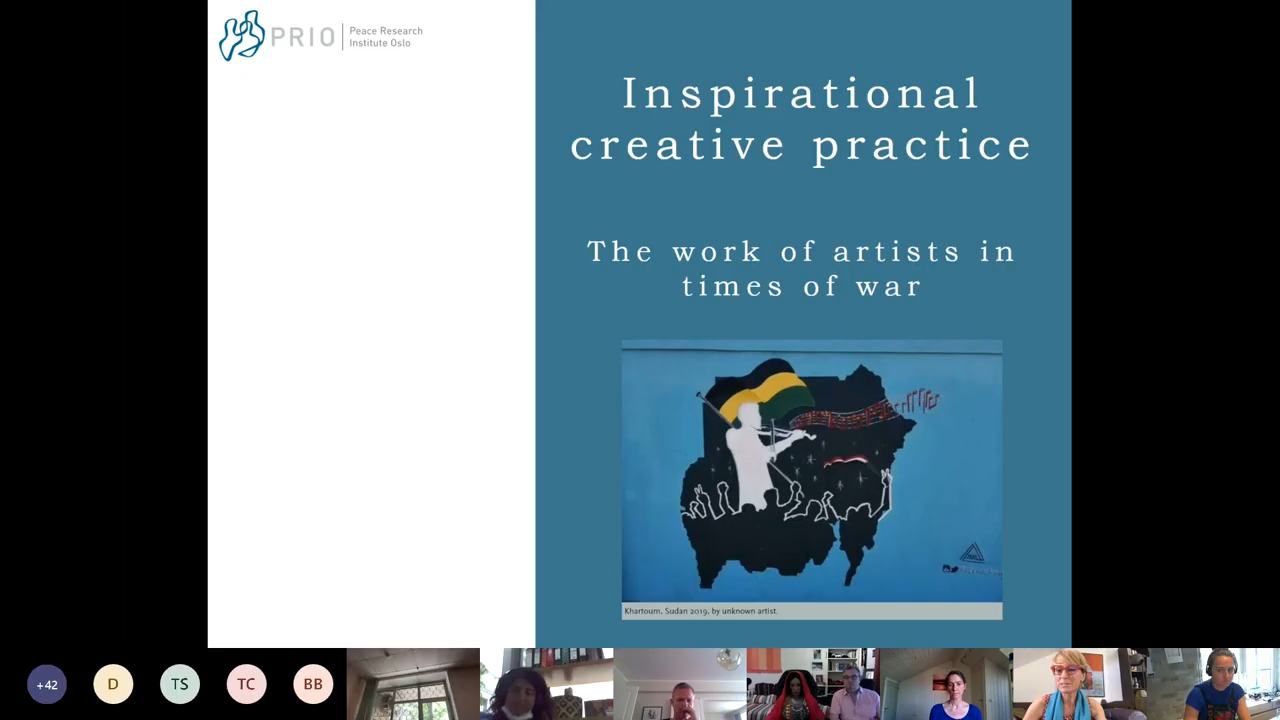 PRIO
Peace Research
Institute Oslo
Inspirational
creative practice
The work of artists in
times of war
Khartoum, Sudan 2019, by unknown artist.
+42
D
TS
TC
BB